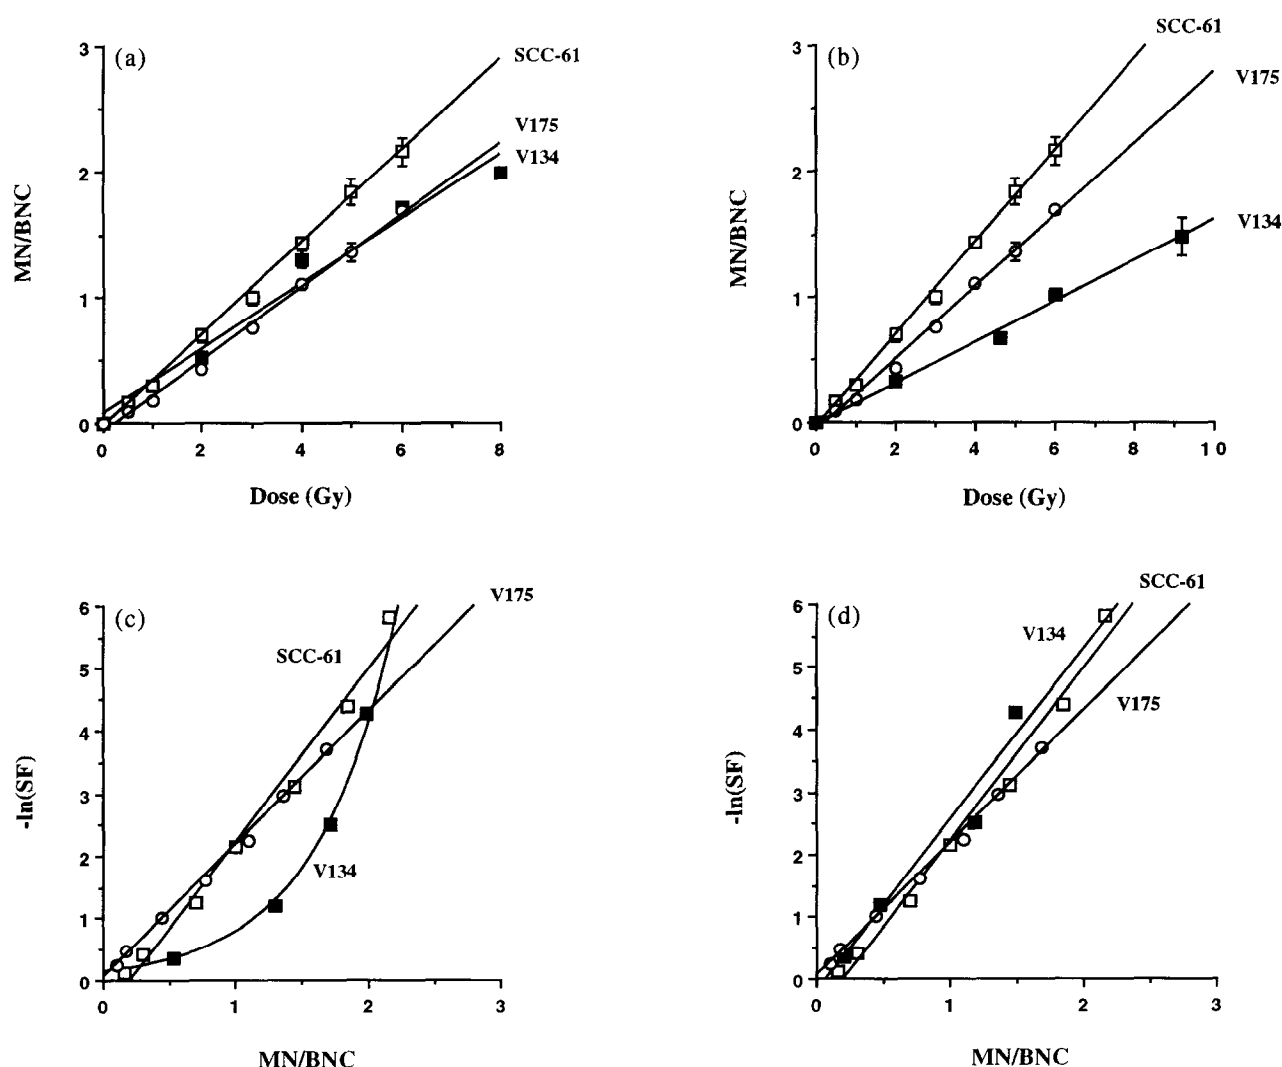 (a)
3
2
1
0
MN/BNC
SCC-61
V175
V134
0 2 4 6 8
Dose (Gy)
(b)
3
2
1
0
MN/BNC
SCC-61
V175
V134
0 2 4 6 8 10
Dose (Gy)
(c)
6
5
4
3
2
1
0
-ln(SF)
SCC-61
V175
V134
0 1 2 3
MN/BNC
(d)
6
5
4
3
2
1
0
-ln(SF)
SCC-61
V134
V175
0 1 2 3
MN/BNC